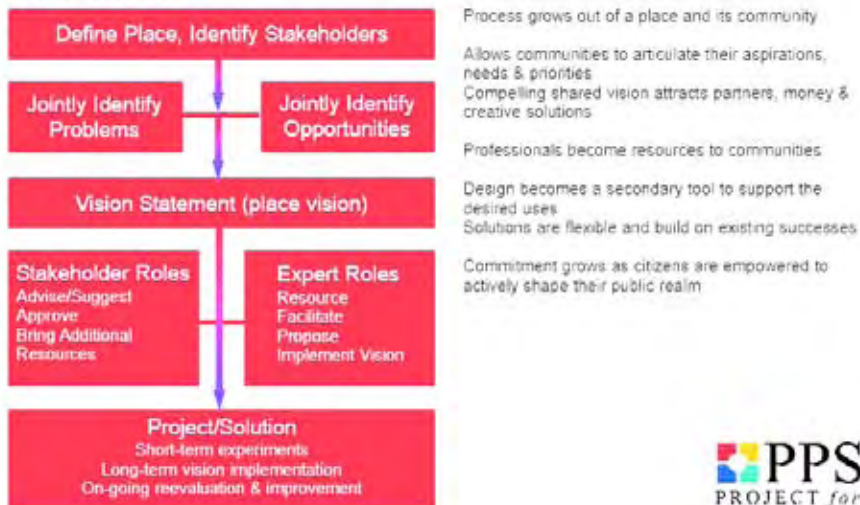 Define Place, Identify Stakeholders
Jointly Identify
Problems
Jointly Identify
Opportunities
Vision Statement (place vision)
Stakeholder Roles
Advise/Suggest
Approve
Bring Additional
Resources
Expert Roles
Resource
Facilitate
Propose
Implement Vision
Project/Solution
Short-term experiments
Long-term vision implementation
On-going reevaluation & improvement
Process grows out of a place and its community
Allows communities to articulate their aspirations,
needs & priorities
Compelling shared vision attracts partners, money &
creative solutions
Professionals become resources to communities
Design becomes a secondary tool to support the
desired uses
Solutions are flexible and build on existing successes
Commitment grows as citizens are empowered to
actively shape their public realm
PPS
PROJECT for